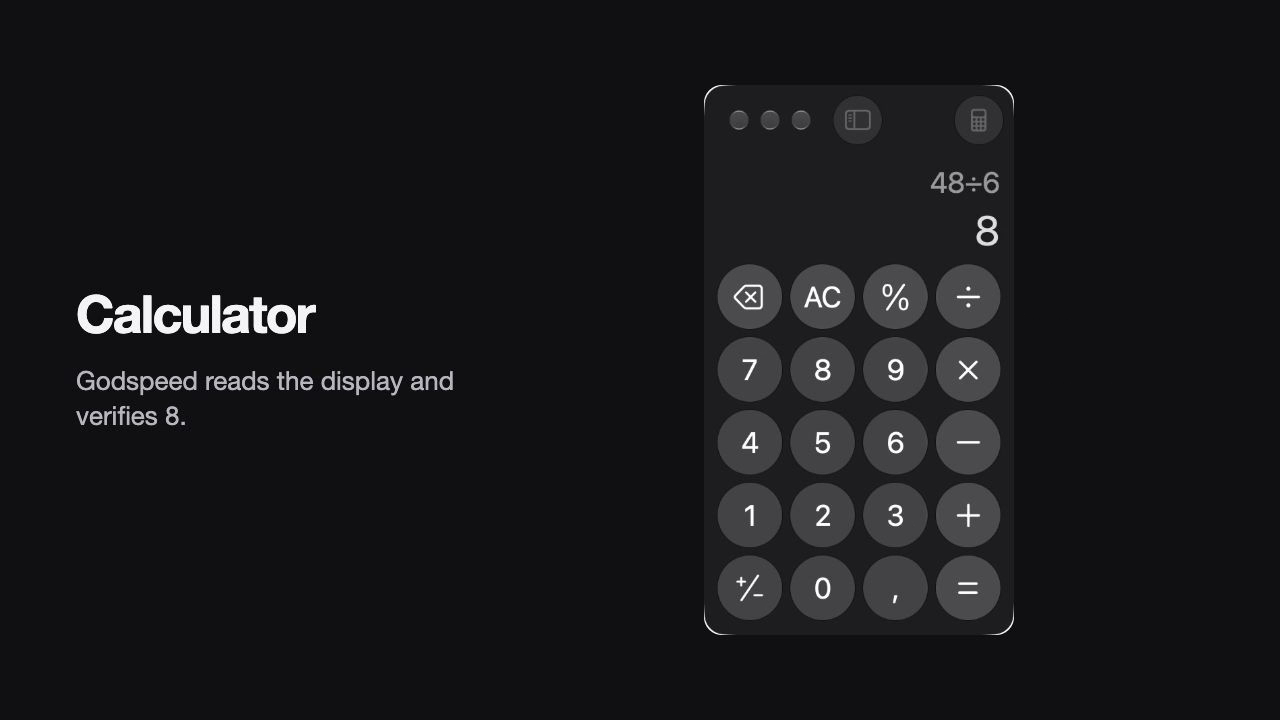 Calculator
Godspeed reads the display and
verifies 8.
48÷6
8
AC % ÷
7 8 9 ×
4 5 6 −
1 2 3 +
+/− 0 , =